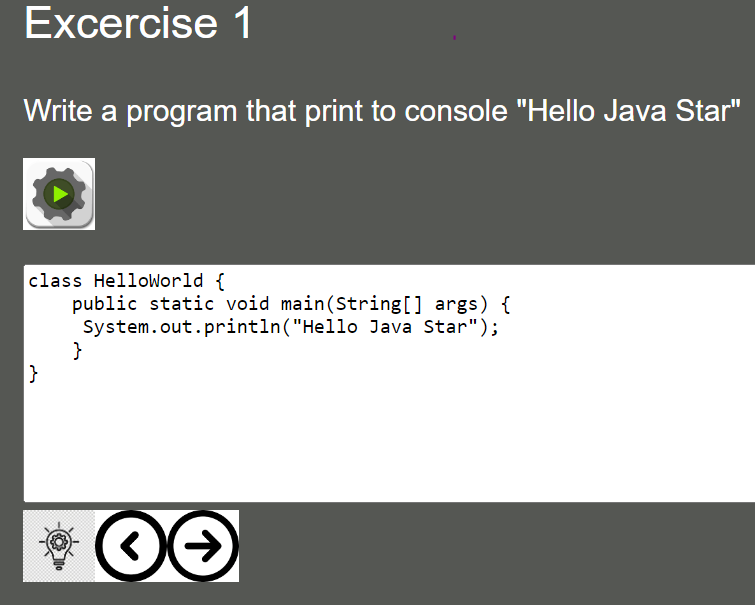 Excercise 1
Write a program that print to console "Hello Java Star"
class HelloWorld {
    public static void main(String[] args) {
     System.out.println("Hello Java Star");
    }
}